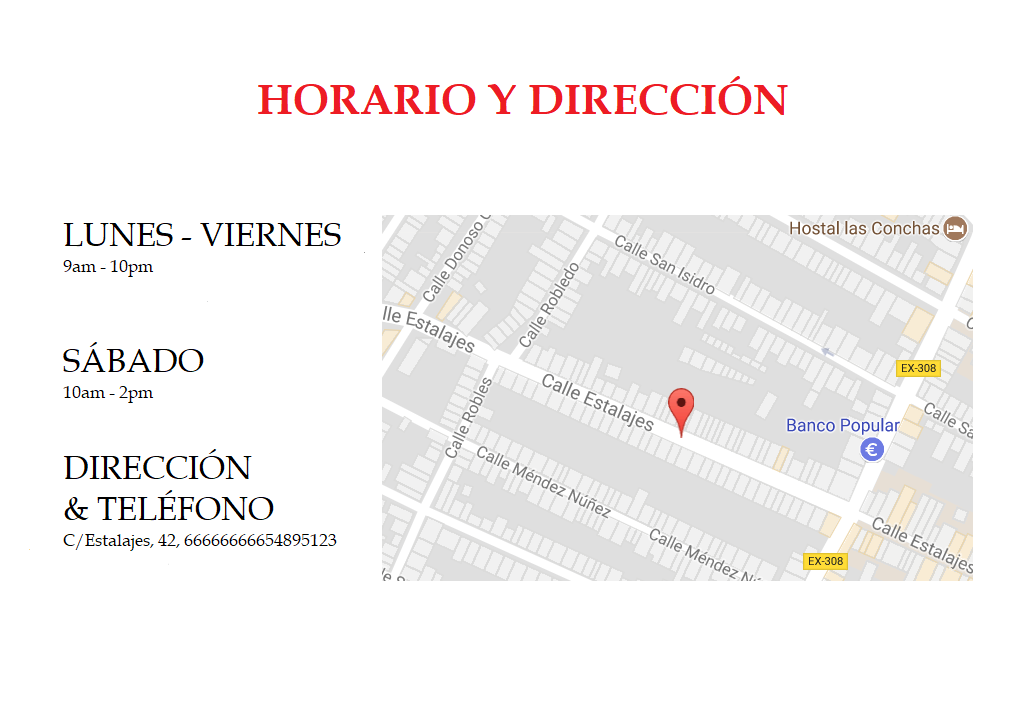 HORARIO Y DIRECCIÓN
LUNES - VIERNES
9am - 10pm
SÁBADO
10am - 2pm
DIRECCIÓN
& TELÉFONO
C/Estalajes, 42, 66666666654895123
Hostal las Conchas
Calle Donoso C
Calle San Isidro
Calle Robledo
lle Estalajes
EX-308
Calle Estalajes
Calle Robles
Calle Sa
Banco Popular
€
Calle Méndez Núñez
Calle Estalajes
Calle Méndez Nú
EX-308
lle S